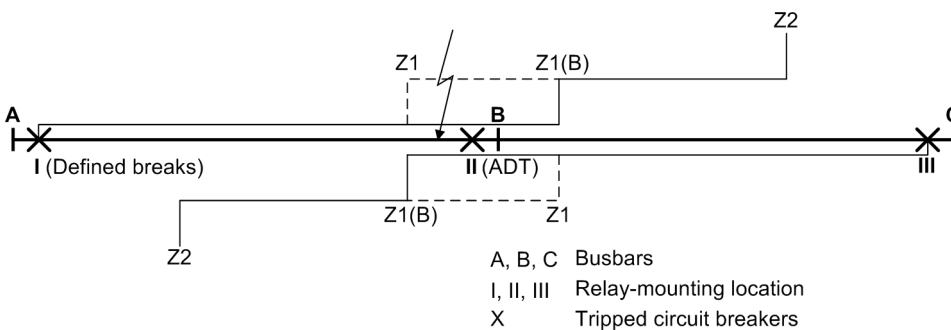 Z2
Z1 Z1(B)
A B C
I (Defined breaks) II (ADT) III
Z1(B) Z1
Z2
A, B, C Busbars
I, II, III Relay-mounting location
X Tripped circuit breakers